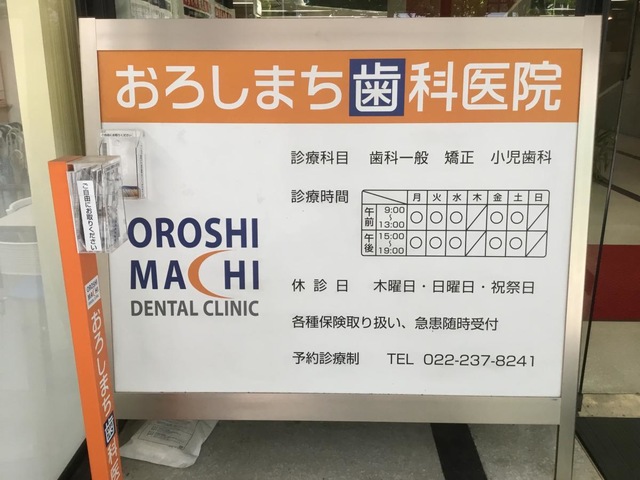 おろしまち歯科医院
診療科目 歯科一般 矯正 小児歯科
診療時間
月 火 水 木 金 土 日
午前 9:00〜13:00 ○ ○ ○ ／ ○ ○ ／
午後 15:00〜19:00 ○ ○ ○ ／ ○ ○ ／
OROSHI
MACHI
DENTAL CLINIC
休診日 木曜日・日曜日・祝祭日
各種保険取り扱い、急患随時受付
予約診療制 TEL 022-237-8241
ご自由にお取りください
OROSHI
MACHI
おろしまち歯科医